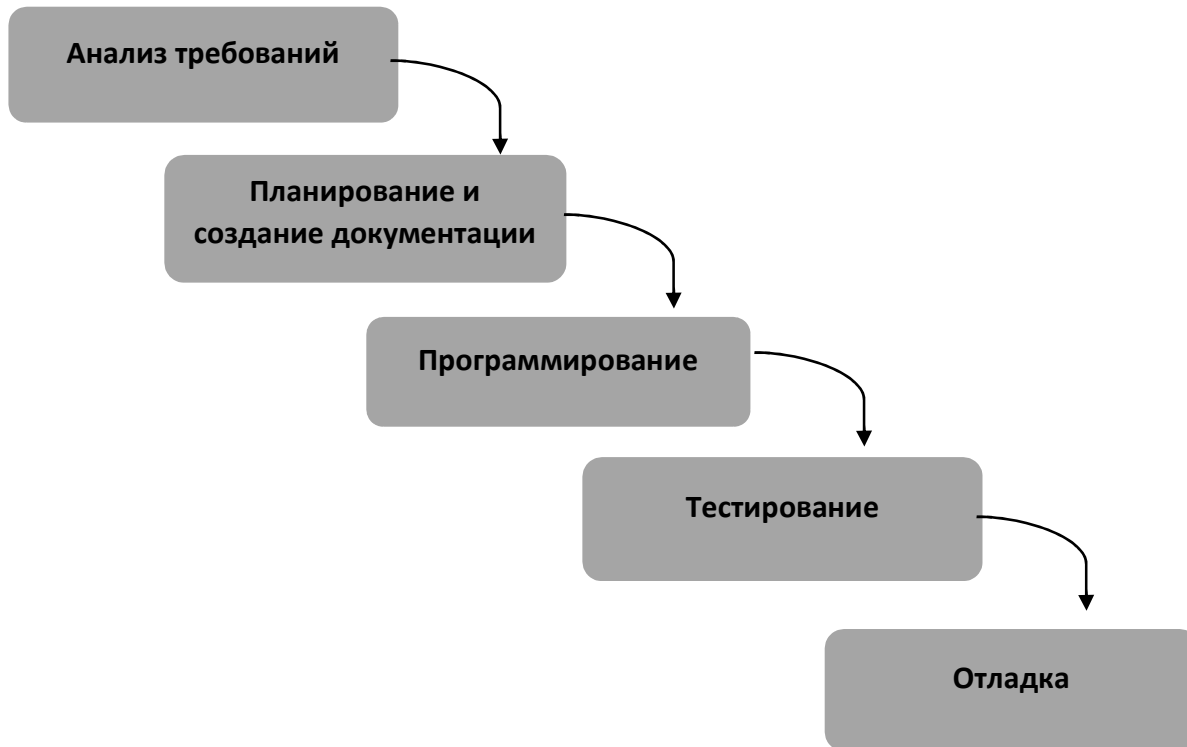 Анализ требований
Планирование и
создание документации
Программирование
Тестирование
Отладка